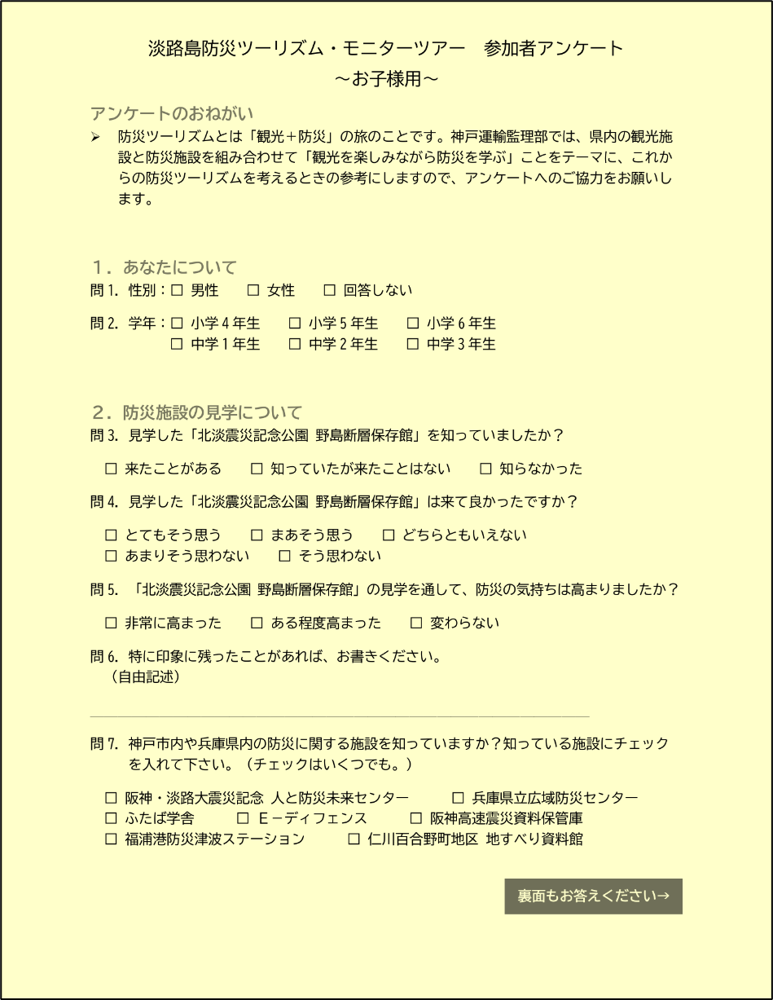 淡路島防災ツーリズム・モニターツアー　参加者アンケート
～お子様用～
アンケートのおねがい
➢ 防災ツーリズムとは「観光＋防災」の旅のことです。神戸運輸監理部では、県内の観光施
設と防災施設を組み合わせて「観光を楽しみながら防災を学ぶ」ことをテーマに、これか
らの防災ツーリズムを考えるときの参考にしますので、アンケートへのご協力をお願いし
ます。
１．あなたについて
問 1. 性別：□ 男性　□ 女性　□ 回答しない
問 2. 学年：□ 小学 4 年生　□ 小学 5 年生　□ 小学 6 年生
□ 中学 1 年生　□ 中学 2 年生　□ 中学 3 年生
２．防災施設の見学について
問 3. 見学した「北淡震災記念公園 野島断層保存館」を知っていましたか？
□ 来たことがある　□ 知っていたが来たことはない　□ 知らなかった
問 4. 見学した「北淡震災記念公園 野島断層保存館」は来て良かったですか？
□ とてもそう思う　□ まあそう思う　□ どちらともいえない
□ あまりそう思わない　□ そう思わない
問 5. 「北淡震災記念公園 野島断層保存館」の見学を通して、防災の気持ちは高まりましたか？
□ 非常に高まった　□ ある程度高まった　□ 変わらない
問 6. 特に印象に残ったことがあれば、お書きください。
（自由記述）
問 7. 神戸市内や兵庫県内の防災に関する施設を知っていますか？知っている施設にチェック
を入れて下さい。（チェックはいくつでも。）
□ 阪神・淡路大震災記念 人と防災未来センター　□ 兵庫県立広域防災センター
□ ふたば学舎　□ Ｅ－ディフェンス　□ 阪神高速震災資料保管庫
□ 福浦港防災津波ステーション　□ 仁川百合野町地区 地すべり資料館
裏面もお答えください→